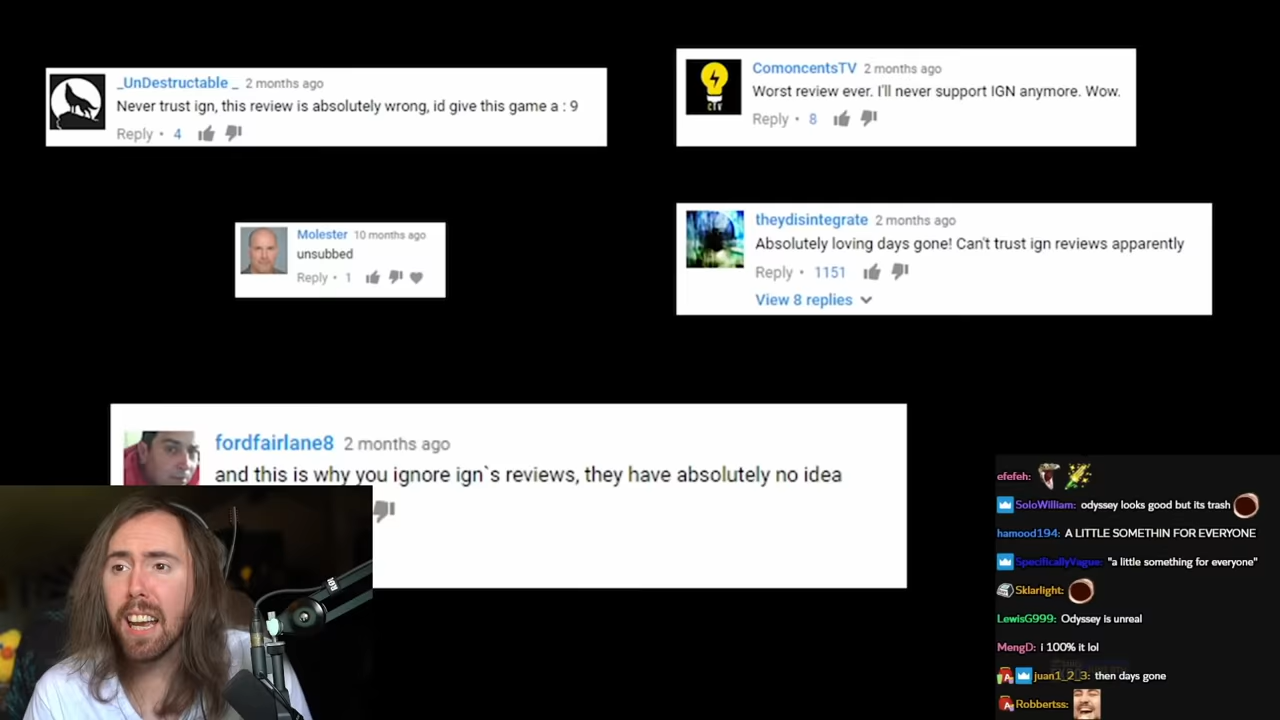 _UnDestructable _ 2 months ago
Never trust ign, this review is absolutely wrong, id give this game a : 9
Reply • 4
ComoncentsTV 2 months ago
Worst review ever. I'll never support IGN anymore. Wow.
Reply • 8
CTV
Molester 10 months ago
unsubbed
Reply • 1
theydisintegrate 2 months ago
Absolutely loving days gone! Can't trust ign reviews apparently
Reply • 1151
View 8 replies
fordfairlane8 2 months ago
and this is why you ignore ign`s reviews, they have absolutely no idea
efefeh:
SoloWilliam: odyssey looks good but its trash
hamood194: A LITTLE SOMETHIN FOR EVERYONE
SpecificallyVague: "a little something for everyone"
Sklarlight:
LewisG999: Odyssey is unreal
MengD: i 100% it lol
juan1_2_3: then days gone
Robbertss: